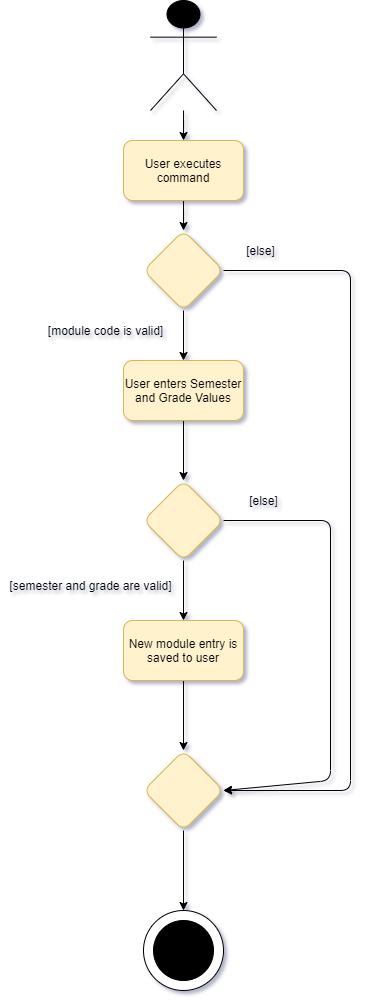 User executes
command
[else]
[module code is valid]
User enters Semester
and Grade Values
[else]
[semester and grade are valid]
New module entry is
saved to user